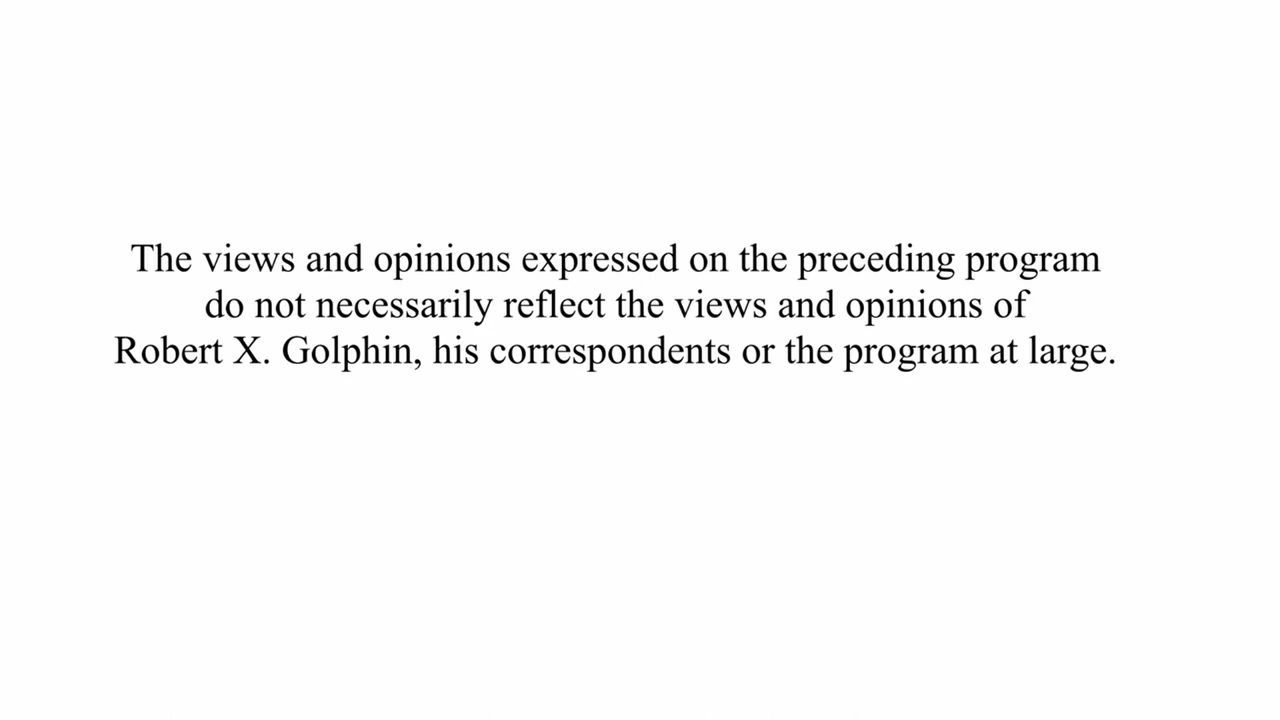 The views and opinions expressed on the preceding program
do not necessarily reflect the views and opinions of
Robert X. Golphin, his correspondents or the program at large.